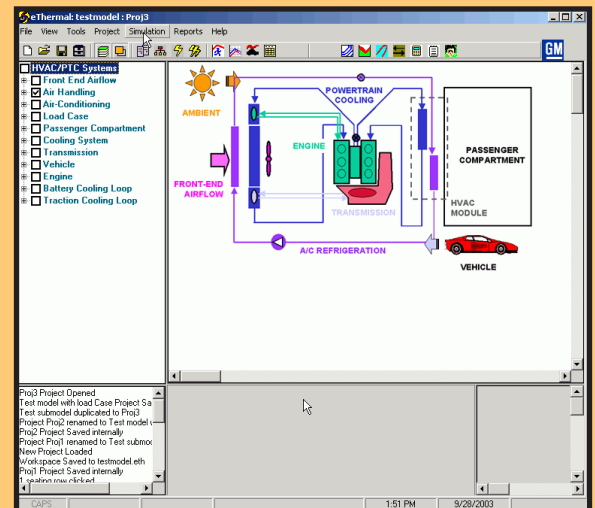 eThermal: testmodel : Proj3
File View Tools Project Simulation Reports Help
GM
HVAC/PTC Systems
Front End Airflow
Air Handling
Air-Conditioning
Load Case
Passenger Compartment
Cooling System
Transmission
Vehicle
Engine
Battery Cooling Loop
Traction Cooling Loop
AMBIENT
POWERTRAIN
COOLING
ENGINE
FRONT-END
AIRFLOW
TRANSMISSION
PASSENGER
COMPARTMENT
HVAC
MODULE
A/C REFRIGERATION
VEHICLE
Proj3 Project Opened
Test model with load Case Project Sa
Test submodel duplicated to Proj3
Project Proj2 renamed to Test model
Proj2 Project Saved internally
Project Proj1 renamed to Test submod
New Project Loaded
Workspace Saved to testmodel.eth
Proj1 Project Saved internally
1 seating row clicked
CAPS
1:51 PM
9/28/2003